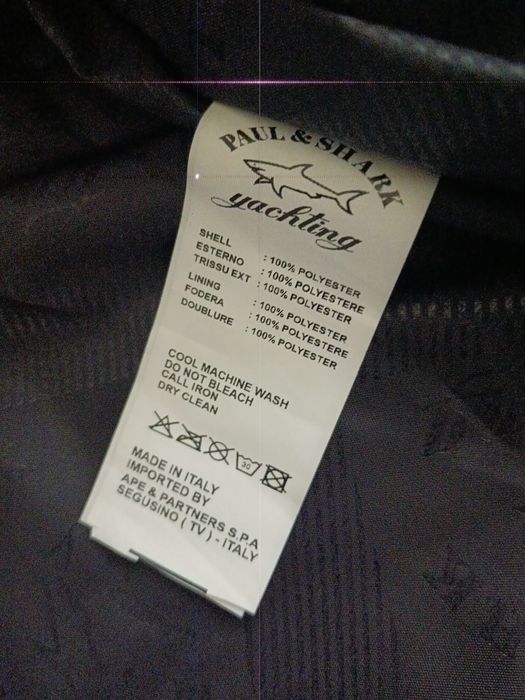 PAUL & SHARK
yachting
SHELL : 100% POLYESTER
ESTERNO : 100% POLYESTERE
TRISSU EXT : 100% POLYESTER
LINING : 100% POLYESTER
FODERA : 100% POLYESTERE
DOUBLURE : 100% POLYESTER
COOL MACHINE WASH
DO NOT BLEACH
CALL IRON
DRY CLEAN
30
MADE IN ITALY
IMPORTED BY
APE & PARTNERS S.P.A
SEGUSINO ( TV ) - ITALY